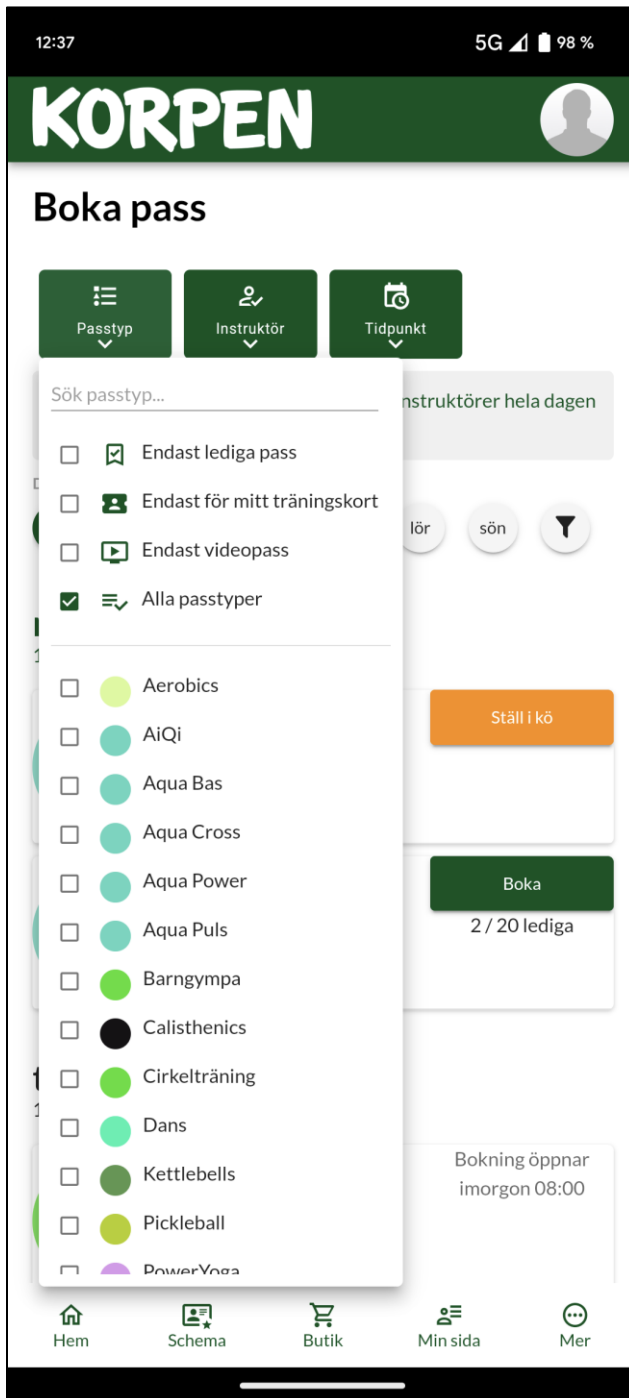 12:37
5G 98 %
KORPEN
Boka pass
Passtyp
Instruktör
Tidpunkt
Sök passtyp...
nstruktörer hela dagen
Endast lediga pass
Endast för mitt träningskort
lör
sön
Endast videopass
Alla passtyper
Aerobics
Ställ i kö
AiQi
Aqua Bas
Aqua Cross
Aqua Power
Boka
Aqua Puls
2 / 20 lediga
Barngympa
Calisthenics
Cirkelträning
Dans
Kettlebells
Bokning öppnar
imorgon 08:00
Pickleball
PowerYoga
Hem
Schema
Butik
Min sida
Mer